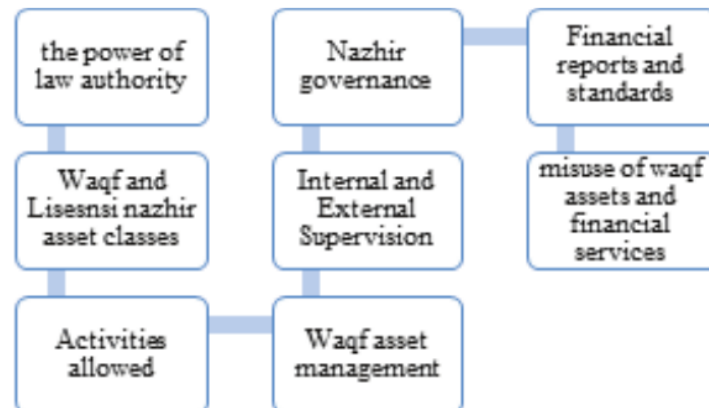 the power of
law authority
Waqf and
Lisesnsi nazhir
asset classes
Activities
allowed
Waqf asset
management
Internal and
External
Supervision
Nazhir
governance
Financial
reports and
standards
misuse of waqf
assets and
financial
services